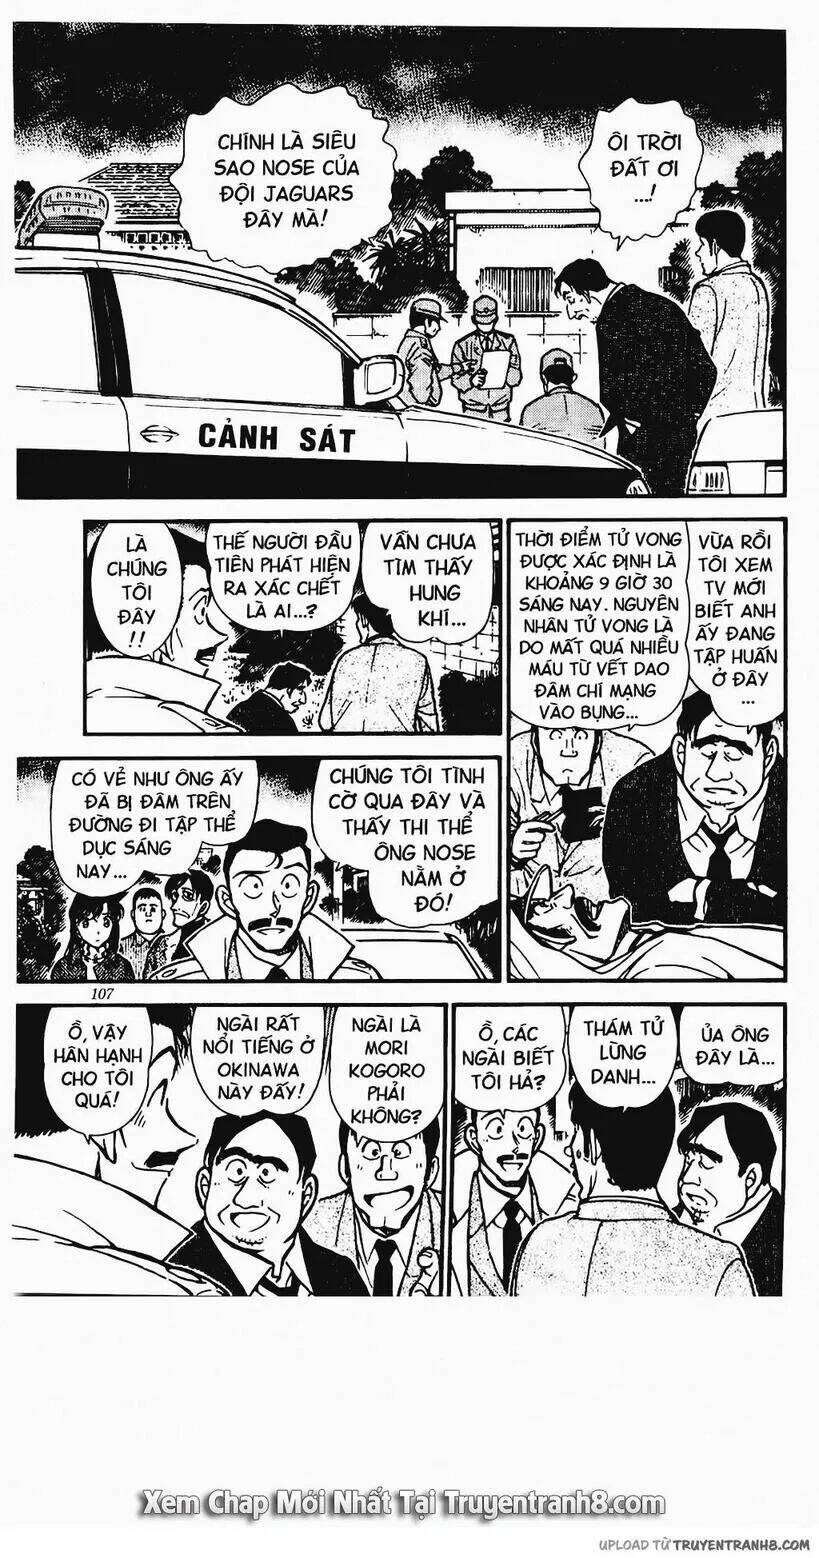 ÔI TRỜI
ĐẤT ƠI
...!
CHÍNH LÀ SIÊU
SAO NOSE CỦA
ĐỘI JAGUARS
ĐÂY MÀ!
CẢNH SÁT
VỪA RỒI
TÔI XEM
TV MỚI
BIẾT ANH
ẤY ĐANG
TẬP HUẤN
Ở ĐÂY
...
THỜI ĐIỂM TỬ VONG
ĐƯỢC XÁC ĐỊNH LÀ
KHOẢNG 9 GIỜ 30
SÁNG NAY. NGUYÊN
NHÂN TỬ VONG LÀ
DO MẤT QUÁ NHIỀU
MÁU TỪ VẾT DAO
ĐÂM CHÍ MẠNG
VÀO BỤNG...
VẪN CHƯA
TÌM THẤY
HUNG
KHÍ...
THẾ NGƯỜI ĐẦU
TIÊN PHÁT HIỆN
RA XÁC CHẾT
LÀ AI...?
LÀ
CHÚNG
TÔI
ĐÂY
!!
CHÚNG TÔI TÌNH
CỜ QUA ĐÂY VÀ
THẤY THI THỂ
ÔNG NOSE
NẰM Ở
ĐÓ!
CÓ VẺ NHƯ ÔNG ẤY
ĐÃ BỊ ĐÂM TRÊN
ĐƯỜNG ĐI TẬP THỂ
DỤC SÁNG
NAY...
107
ỦA ÔNG
ĐÂY LÀ...
THÁM TỬ
LỪNG
DANH...
Ồ, CÁC
NGÀI BIẾT
TÔI HẢ?
NGÀI LÀ
MORI
KOGORO
PHẢI
KHÔNG?
NGÀI RẤT
NỔI TIẾNG Ở
OKINAWA
NÀY ĐẤY!
Ồ, VẬY
HÂN HẠNH
CHO TÔI
QUÁ!
Xem Chap Mới Nhất Tại Truyentranh8.com
UPLOAD TỪ TRUYENTRANH8.COM